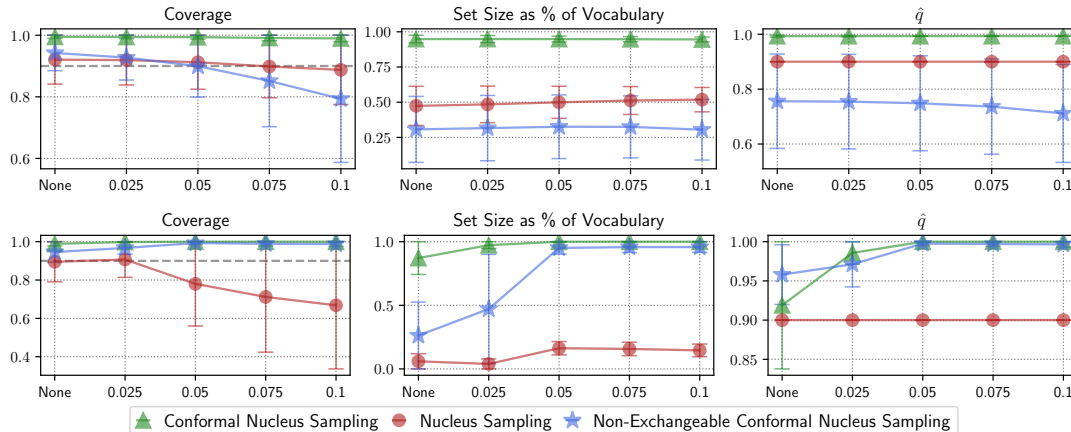 Coverage
Set Size as % of Vocabulary
q̂
1.0
0.8
0.6
None 0.025 0.05 0.075 0.1
1.00
0.75
0.50
0.25
None 0.025 0.05 0.075 0.1
1.0
0.8
0.6
None 0.025 0.05 0.075 0.1
Coverage
Set Size as % of Vocabulary
q̂
1.0
0.8
0.6
0.4
None 0.025 0.05 0.075 0.1
1.0
0.5
0.0
None 0.025 0.05 0.075 0.1
1.00
0.95
0.90
0.85
None 0.025 0.05 0.075 0.1
Conformal Nucleus Sampling Nucleus Sampling Non-Exchangeable Conformal Nucleus Sampling